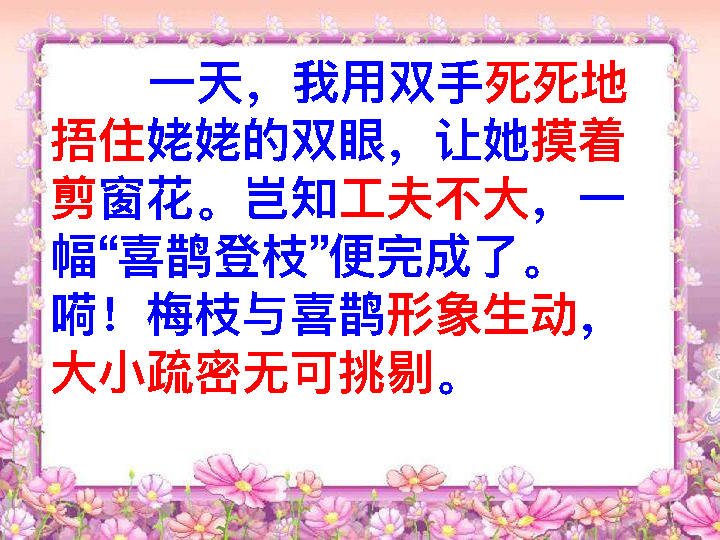 一天，我用双手死死地
捂住姥姥的双眼，让她摸着
剪窗花。岂知工夫不大，一
幅“喜鹊登枝”便完成了。
嗬！梅枝与喜鹊形象生动，
大小疏密无可挑剔。